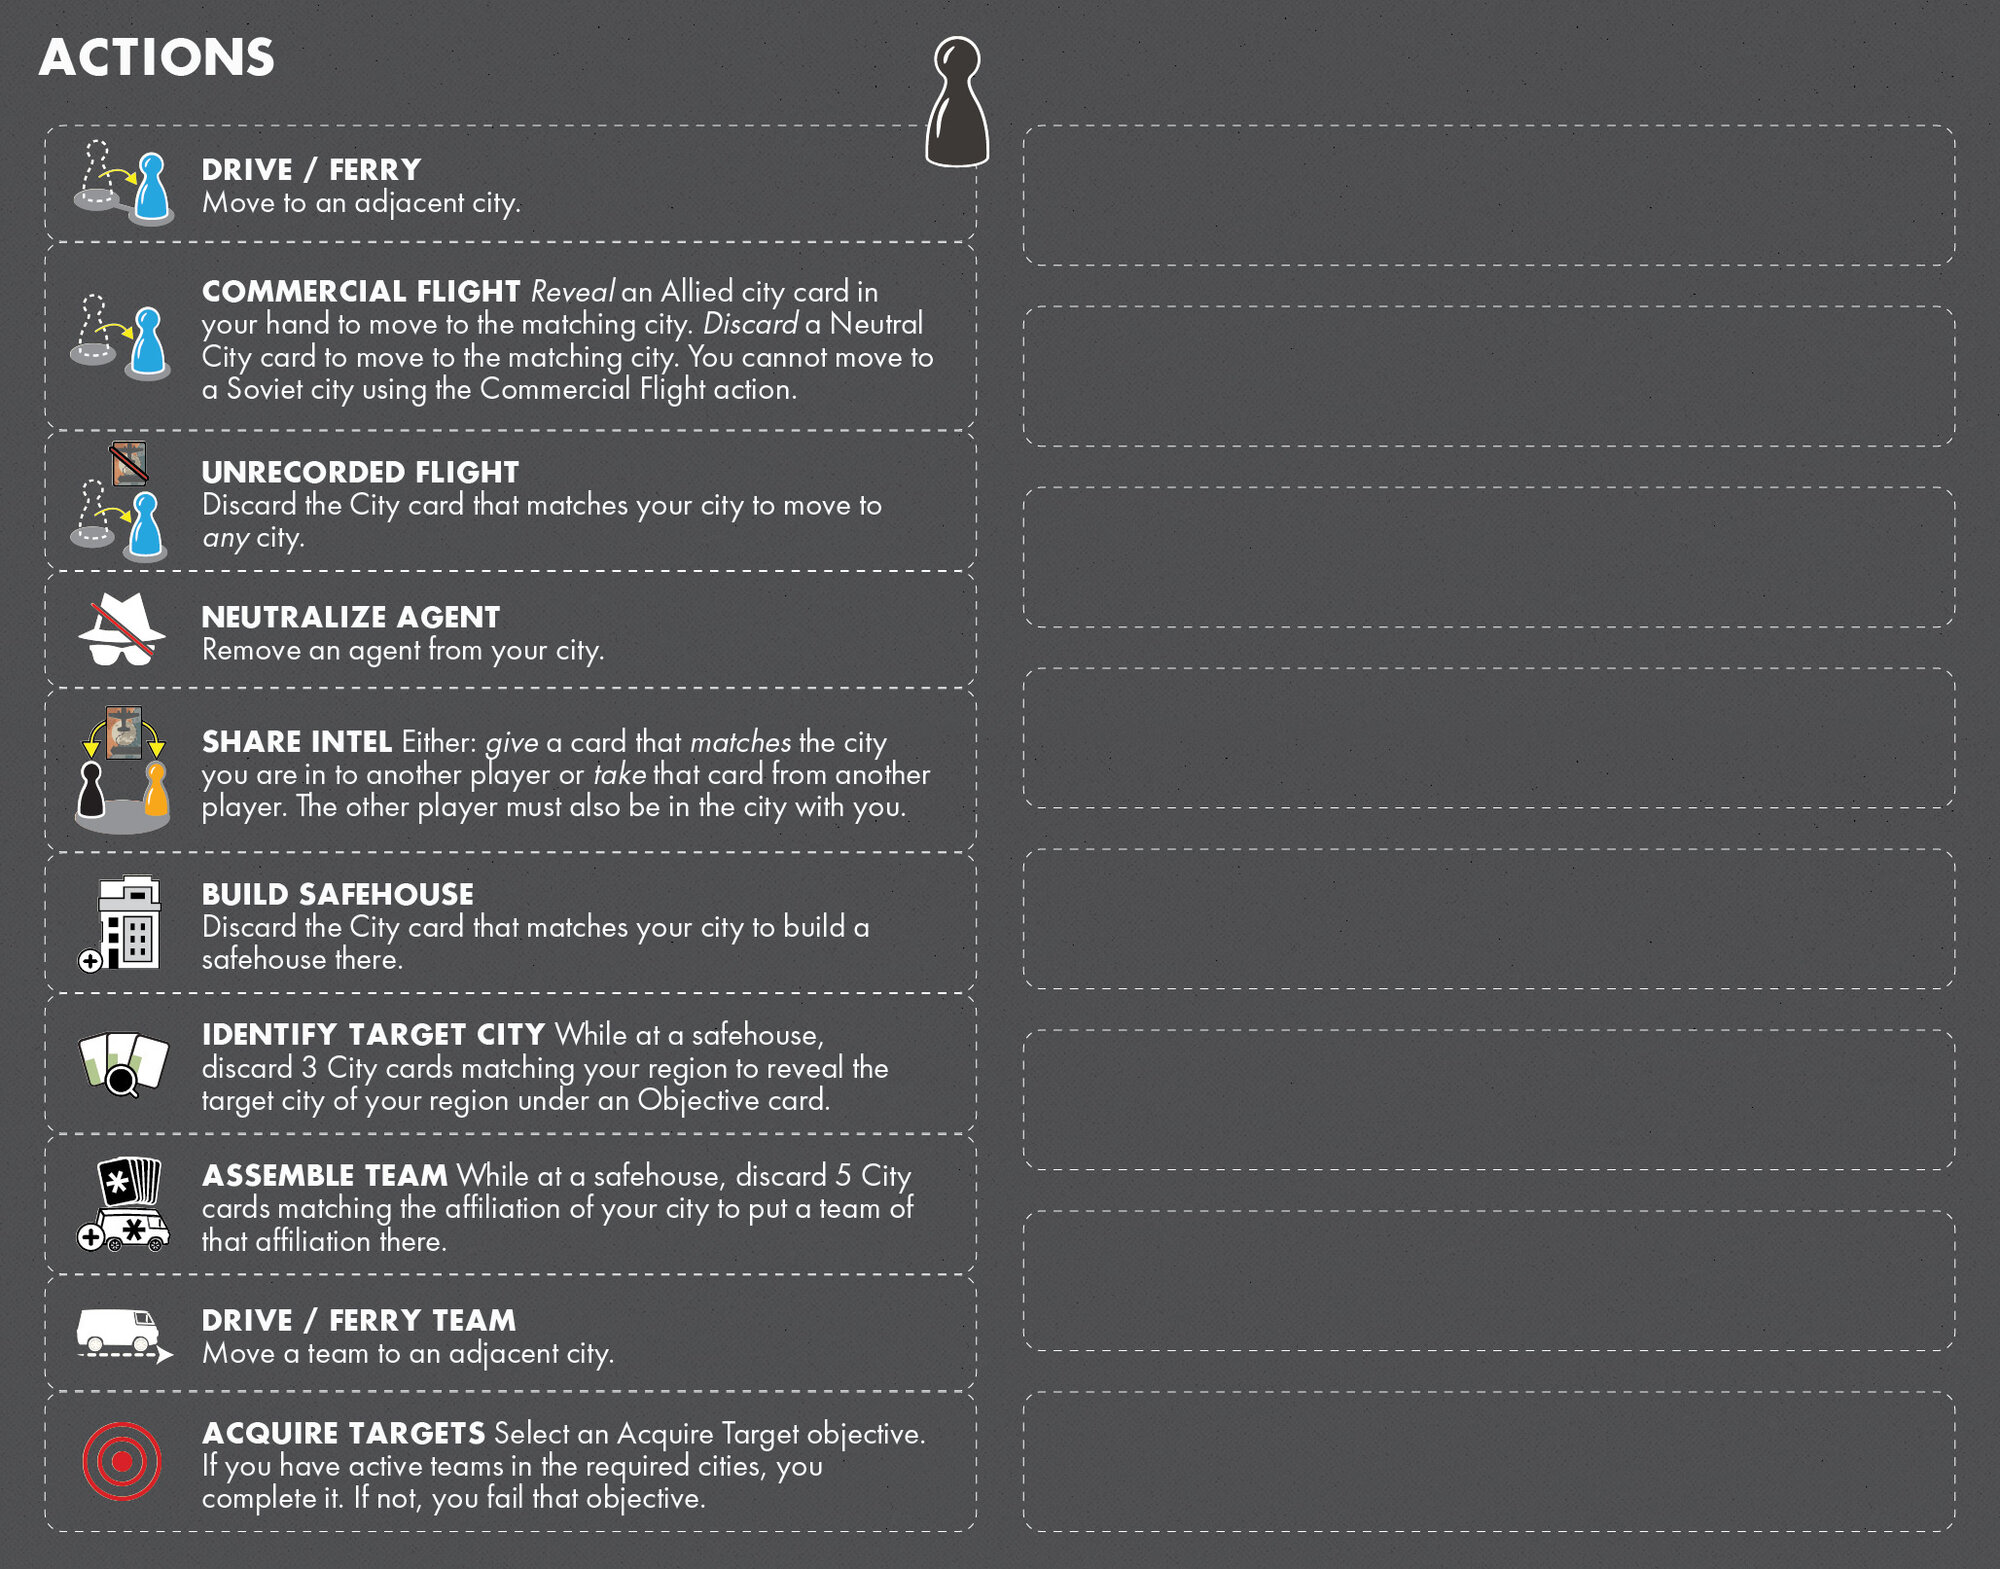 ACTIONS
DRIVE / FERRY
Move to an adjacent city.
COMMERCIAL FLIGHT Reveal an Allied city card in
your hand to move to the matching city. Discard a Neutral
City card to move to the matching city. You cannot move to
a Soviet city using the Commercial Flight action.
UNRECORDED FLIGHT
Discard the City card that matches your city to move to
any city.
NEUTRALIZE AGENT
Remove an agent from your city.
SHARE INTEL Either: give a card that matches the city
you are in to another player or take that card from another
player. The other player must also be in the city with you.
BUILD SAFEHOUSE
Discard the City card that matches your city to build a
safehouse there.
IDENTIFY TARGET CITY While at a safehouse,
discard 3 City cards matching your region to reveal the
target city of your region under an Objective card.
ASSEMBLE TEAM While at a safehouse, discard 5 City
cards matching the affiliation of your city to put a team of
that affiliation there.
DRIVE / FERRY TEAM
Move a team to an adjacent city.
ACQUIRE TARGETS Select an Acquire Target objective.
If you have active teams in the required cities, you
complete it. If not, you fail that objective.